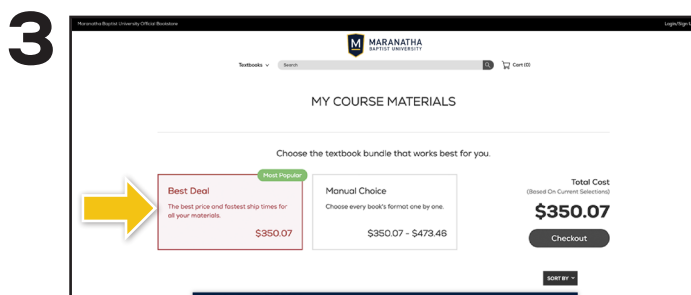 3
Maranatha Baptist University Official Bookstore
Login/Sign
M
MARANATHA
BAPTIST UNIVERSITY
Textbooks
Search
Cart (0)
MY COURSE MATERIALS
Choose the textbook bundle that works best for you.
Most Popular
Best Deal
The best price and fastest ship times for
all your materials.
$350.07
Manual Choice
Choose every book's format one by one.
$350.07 - $473.46
Total Cost
(Based On Current Selections)
$350.07
Checkout
SORT BY